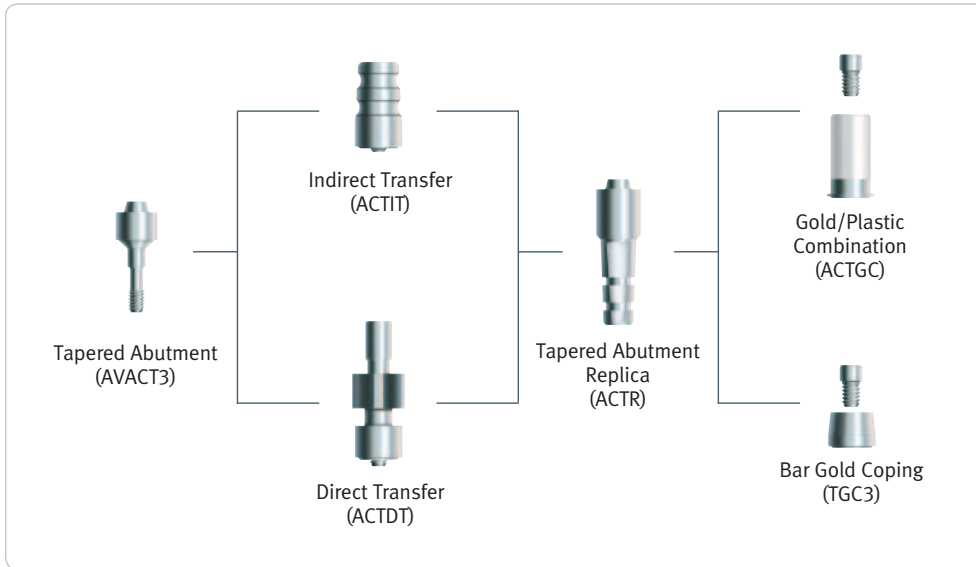 Indirect Transfer
(ACTIT)
Gold/Plastic
Combination
(ACTGC)
Tapered Abutment
(AVACT3)
Tapered Abutment
Replica
(ACTR)
Direct Transfer
(ACTDT)
Bar Gold Coping
(TGC3)